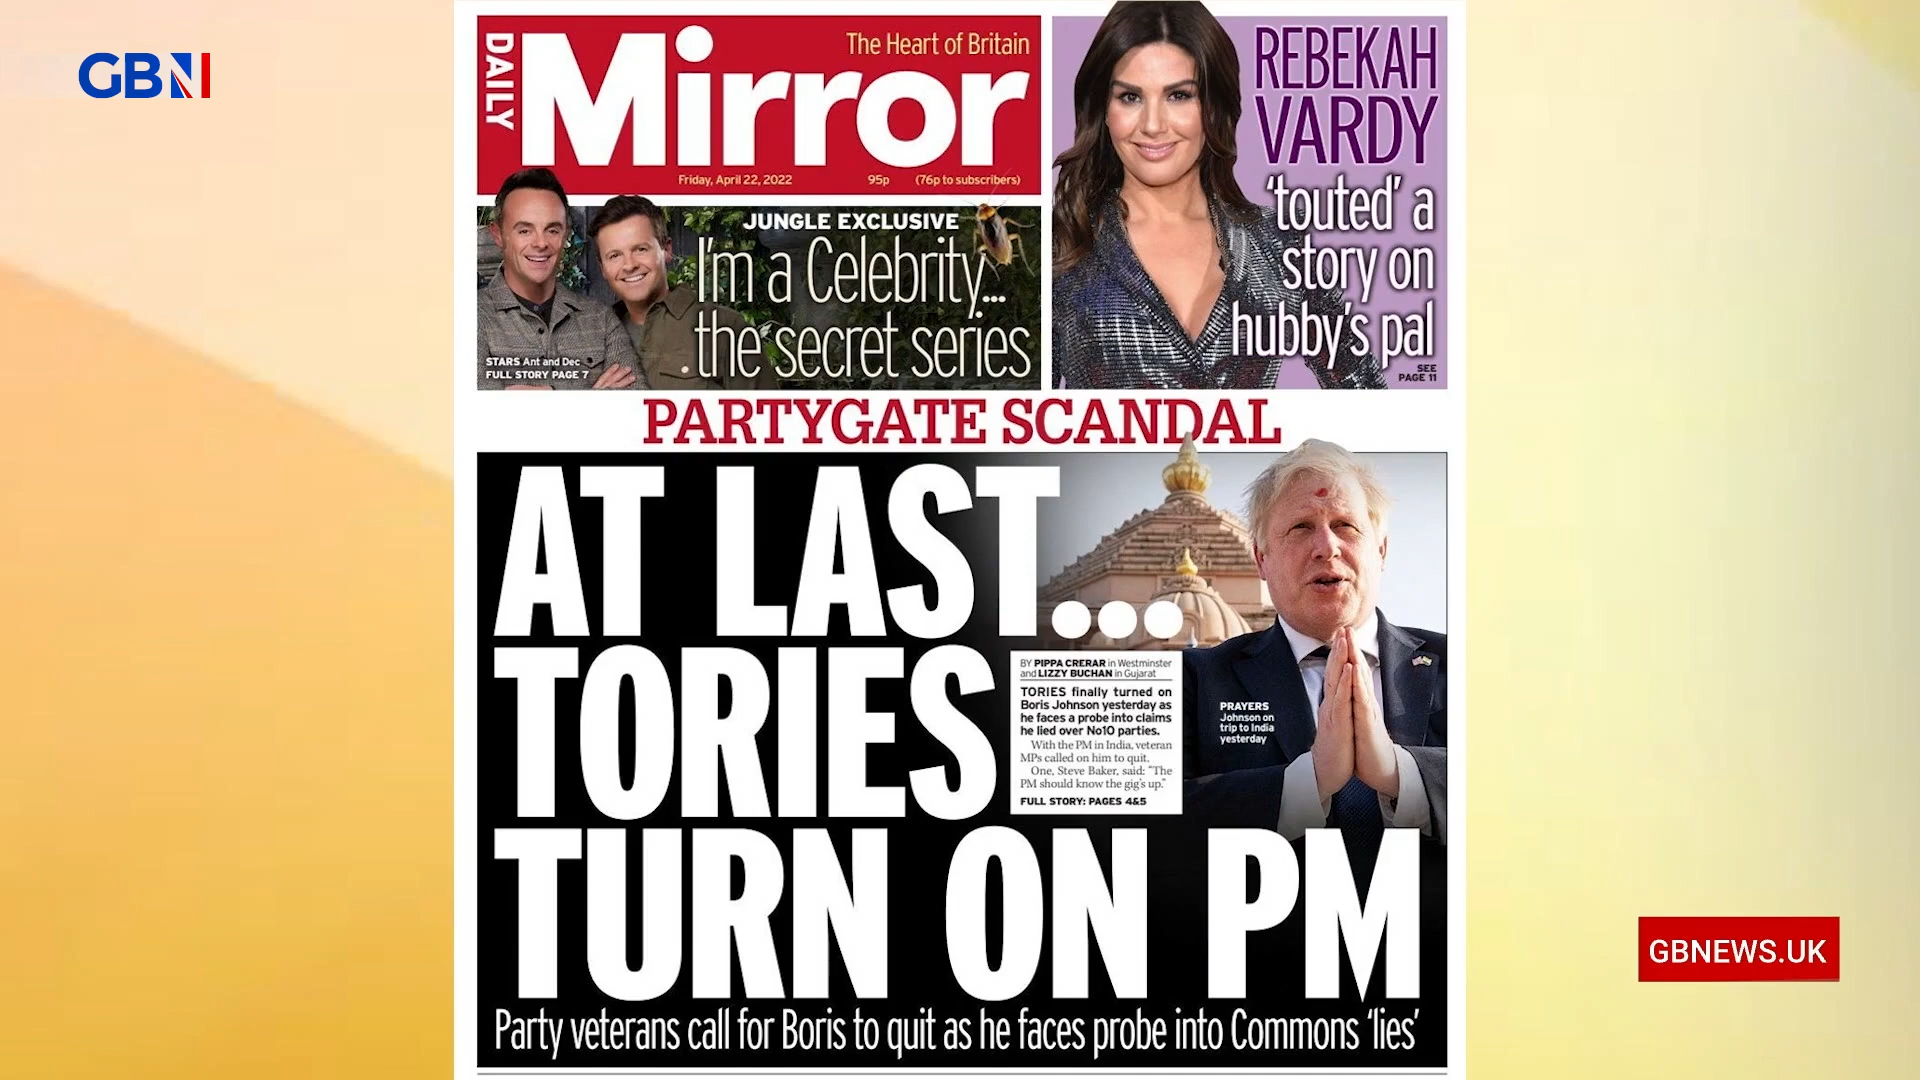 GBN
DAILY
Mirror
The Heart of Britain
Friday, April 22, 2022
95p
(76p to subscribers)
REBEKAH
VARDY
'touted' a
story on
hubby's pal
SEE
PAGE 11
JUNGLE EXCLUSIVE
I'm a Celebrity...
the secret series
STARS Ant and Dec
FULL STORY PAGE 7
PARTYGATE SCANDAL
AT LAST...
TORIES
TURN ON PM
BY PIPPA CRERAR in Westminster
and LIZZY BUCHAN in Gujarat
TORIES finally turned on
Boris Johnson yesterday as
he faces a probe into claims
he lied over No10 parties.
With the PM in India, veteran
MPs called on him to quit.
One, Steve Baker, said: "The
PM should know the gig's up."
FULL STORY: PAGES 4&5
PRAYERS
Johnson on
trip to India
yesterday
Party veterans call for Boris to quit as he faces probe into Commons 'lies'
GBNEWS.UK